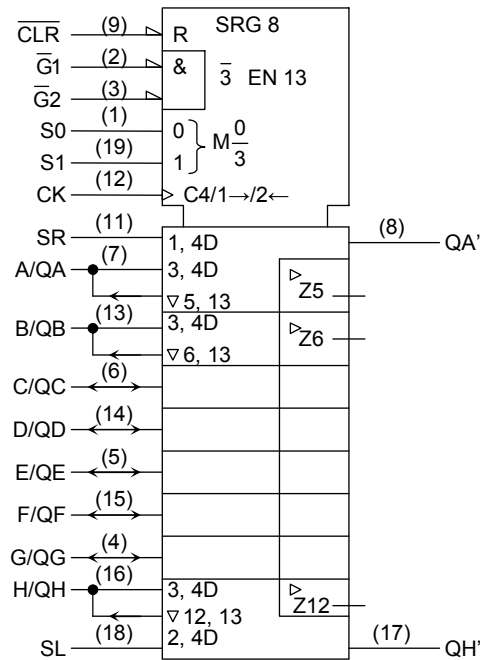 C̅L̅R̅ (9) R SRG 8
G̅1 (2) & 3̅ EN 13
G̅2 (3)
S0 (1) 0 } M 0/3
S1 (19) 1
CK (12) C4/1→/2←
SR (11) 1, 4D (8) QA'
A/QA (7) 3, 4D
▽5, 13 ▷ Z5
B/QB (13) 3, 4D ▷ Z6
▽6, 13
C/QC (6)
D/QD (14)
E/QE (5)
F/QF (15)
G/QG (4)
H/QH (16) 3, 4D ▷ Z12
▽12, 13
SL (18) 2, 4D (17) QH'